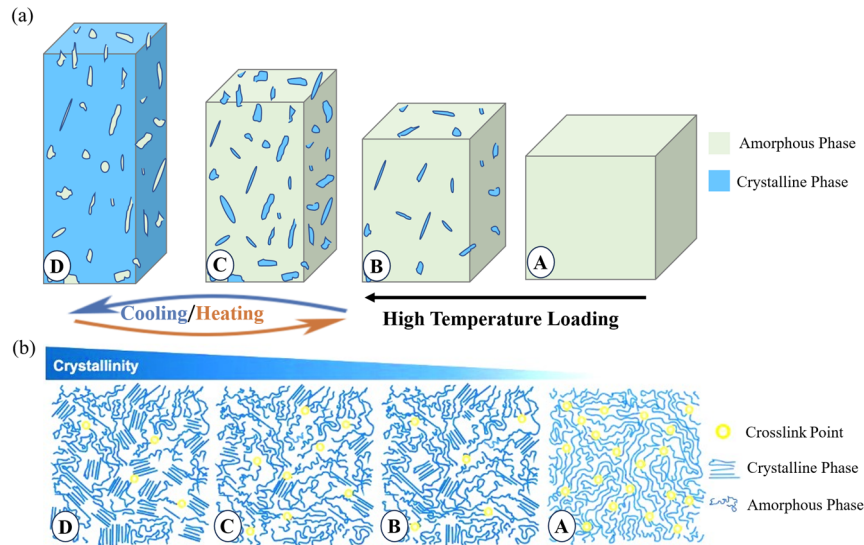 (a)
Amorphous Phase
Crystalline Phase
D
C
B
A
Cooling/Heating
High Temperature Loading
(b)
Crystallinity
Crosslink Point
Crystalline Phase
Amorphous Phase
D
C
B
A